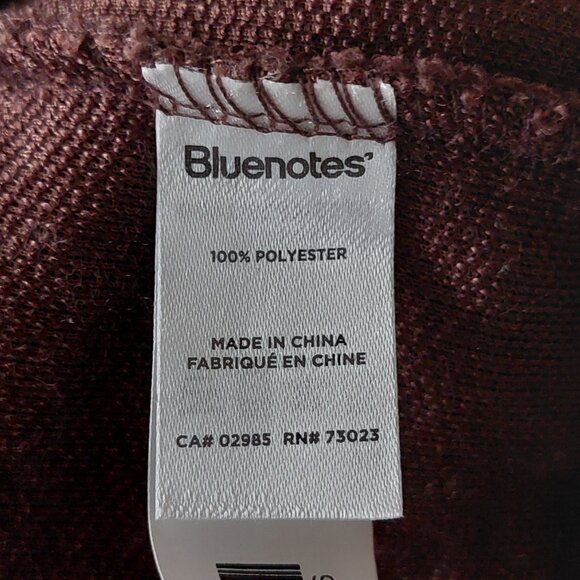 Bluenotes’
100% POLYESTER
MADE IN CHINA
FABRIQUÉ EN CHINE
CA# 02985 RN# 73023